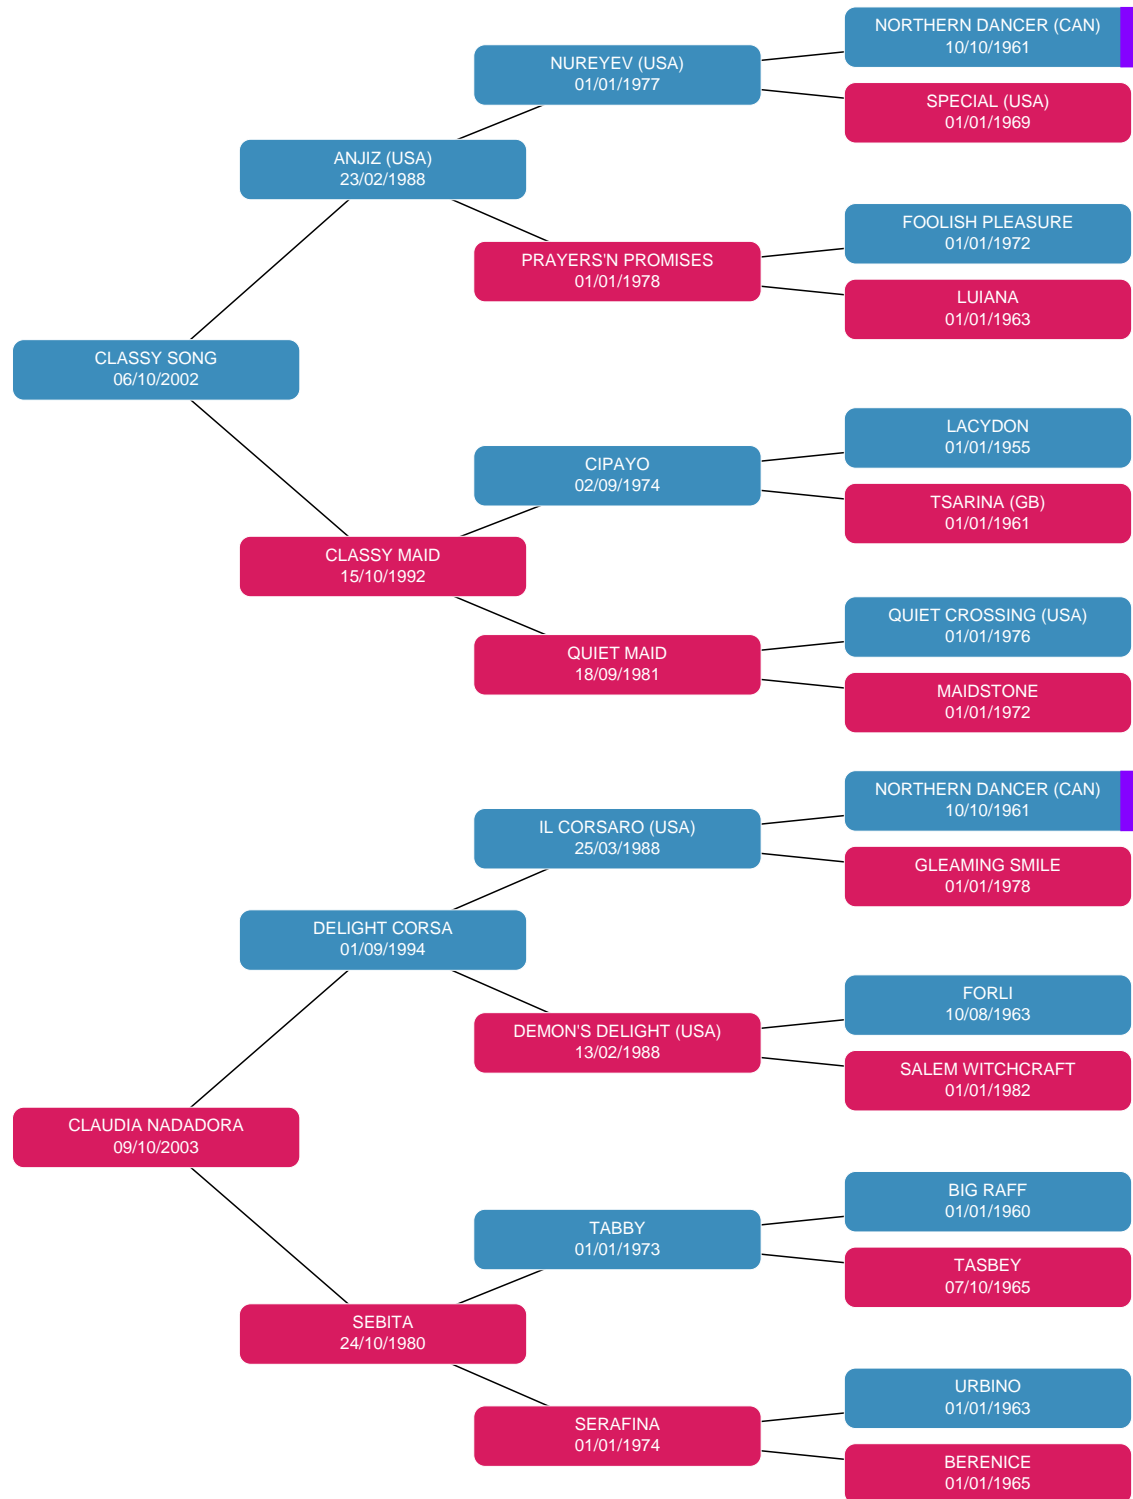 NORTHERN DANCER (CAN)
10/10/1961
NUREYEV (USA)
01/01/1977
SPECIAL (USA)
01/01/1969
ANJIZ (USA)
23/02/1988
FOOLISH PLEASURE
01/01/1972
PRAYERS'N PROMISES
01/01/1978
LUIANA
01/01/1963
CLASSY SONG
06/10/2002
LACYDON
01/01/1955
CIPAYO
02/09/1974
TSARINA (GB)
01/01/1961
CLASSY MAID
15/10/1992
QUIET CROSSING (USA)
01/01/1976
QUIET MAID
18/09/1981
MAIDSTONE
01/01/1972
NORTHERN DANCER (CAN)
10/10/1961
IL CORSARO (USA)
25/03/1988
GLEAMING SMILE
01/01/1978
DELIGHT CORSA
01/09/1994
FORLI
10/08/1963
DEMON'S DELIGHT (USA)
13/02/1988
SALEM WITCHCRAFT
01/01/1982
CLAUDIA NADADORA
09/10/2003
BIG RAFF
01/01/1960
TABBY
01/01/1973
TASBEY
07/10/1965
SEBITA
24/10/1980
URBINO
01/01/1963
SERAFINA
01/01/1974
BERENICE
01/01/1965